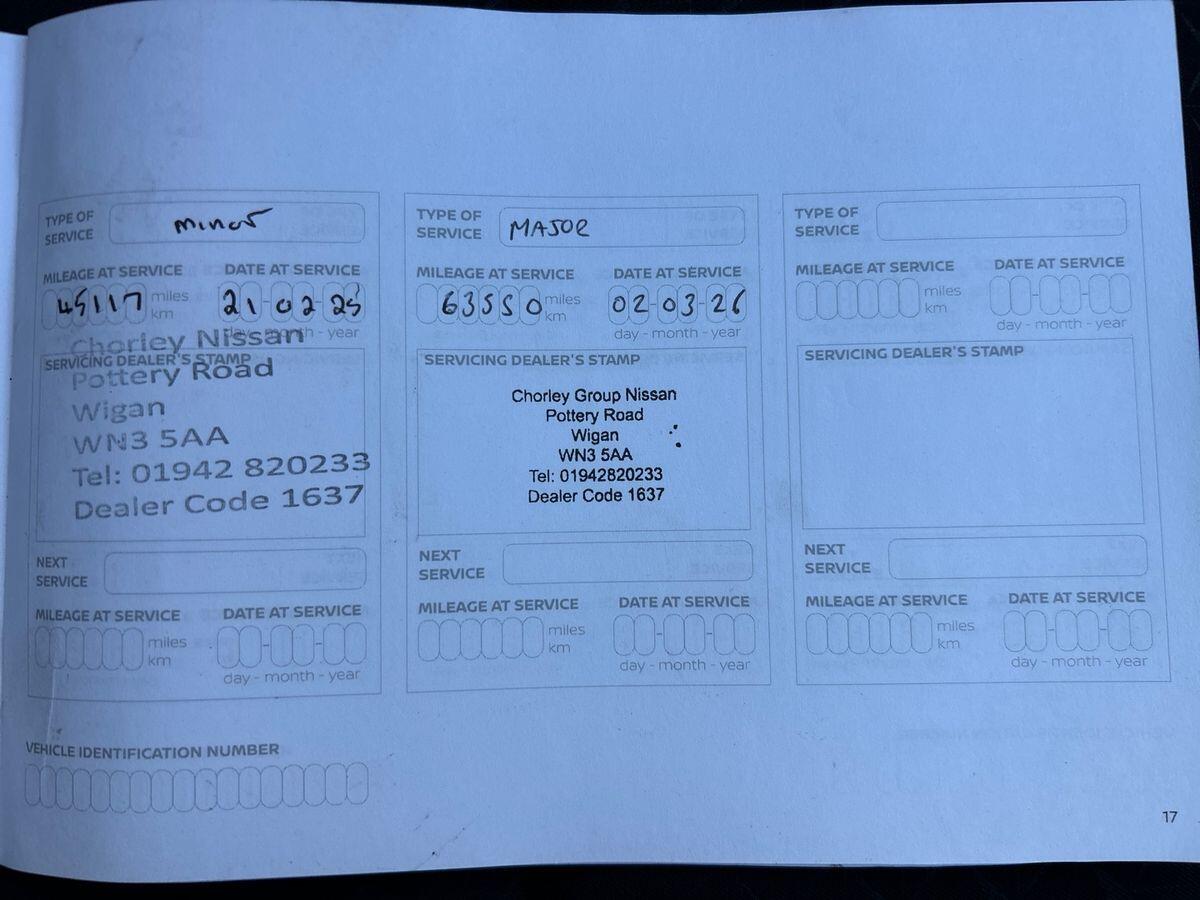 TYPE OF SERVICE minor
MILEAGE AT SERVICE DATE AT SERVICE
45117 miles km 21-02-25
day - month - year
SERVICING DEALER'S STAMP
Chorley Nissan
Pottery Road
Wigan
WN3 5AA
Tel: 01942 820233
Dealer Code 1637
NEXT SERVICE
MILEAGE AT SERVICE DATE AT SERVICE
miles km
day - month - year
TYPE OF SERVICE MAJOR
MILEAGE AT SERVICE DATE AT SERVICE
63550 miles km 02-03-26
day - month - year
SERVICING DEALER'S STAMP
Chorley Group Nissan
Pottery Road
Wigan
WN3 5AA
Tel: 01942820233
Dealer Code 1637
NEXT SERVICE
MILEAGE AT SERVICE DATE AT SERVICE
miles km
day - month - year
TYPE OF SERVICE
MILEAGE AT SERVICE DATE AT SERVICE
miles km
day - month - year
SERVICING DEALER'S STAMP
NEXT SERVICE
MILEAGE AT SERVICE DATE AT SERVICE
miles km
day - month - year
VEHICLE IDENTIFICATION NUMBER
17